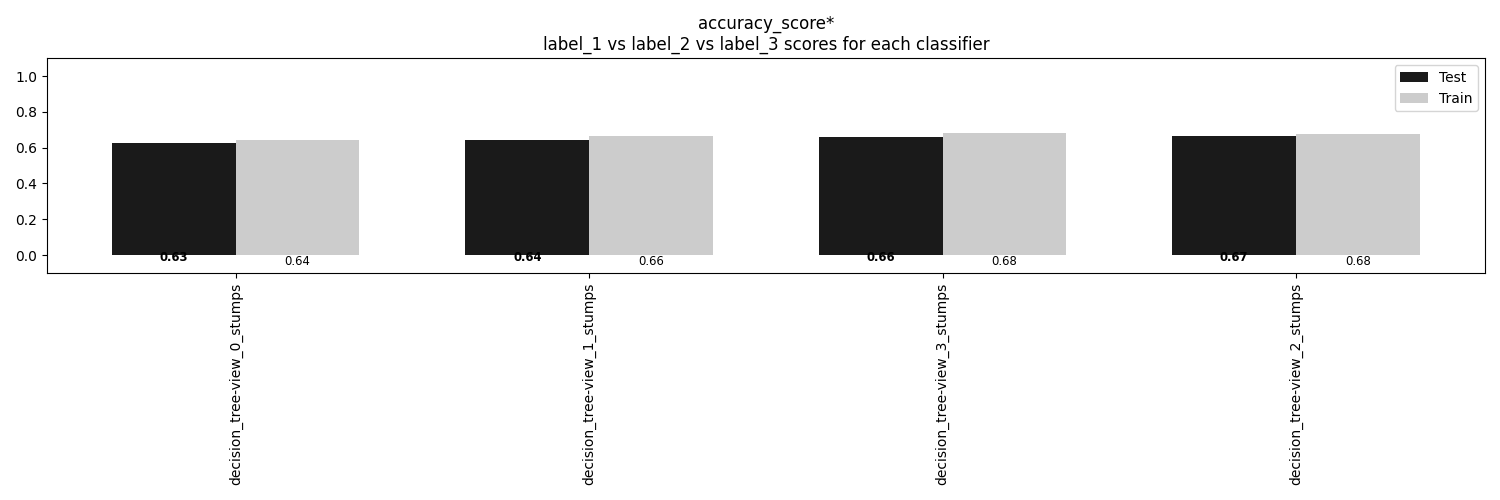 accuracy_score*
label_1 vs label_2 vs label_3 scores for each classifier
Test
Train
1.0
0.8
0.6
0.4
0.2
0.0
0.63
0.64
0.64
0.66
0.66
0.68
0.67
0.68
decision_tree-view_0_stumps
decision_tree-view_1_stumps
decision_tree-view_3_stumps
decision_tree-view_2_stumps